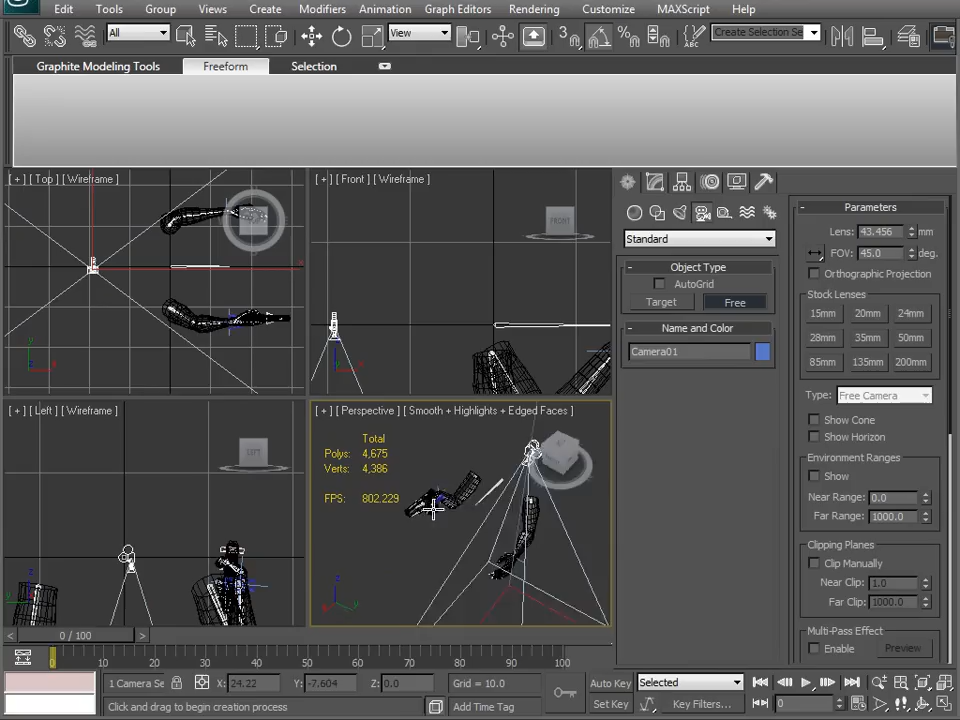 Edit Tools Group Views Create Modifiers Animation Graph Editors Rendering Customize MAXScript Help
All View 3 Create Selection Se
Graphite Modeling Tools Freeform Selection
[ + ] [ Top ] [ Wireframe ]
[ + ] [ Front ] [ Wireframe ]
FRONT
Standard
- Object Type
AutoGrid
Target Free
- Name and Color
Camera01
- Parameters
Lens: 43.456 mm
FOV: 45.0 deg.
Orthographic Projection
Stock Lenses
15mm 20mm 24mm
28mm 35mm 50mm
85mm 135mm 200mm
Type: Free Camera
Show Cone
Show Horizon
Environment Ranges
Show
Near Range: 0.0
Far Range: 1000.0
Clipping Planes
Clip Manually
Near Clip: 1.0
Far Clip: 1000.0
Multi-Pass Effect
Enable Preview
[ + ] [ Left ] [ Wireframe ]
LEFT
[ + ] [ Perspective ] [ Smooth + Highlights + Edged Faces ]
Total
Polys: 4,675
Verts: 4,386
FPS: 802.229
< 0 / 100 >
0 10 20 30 40 50 60 70 80 90 100
1 Camera Se X: 24.22 Y: -7.604 Z: 0.0 Grid = 10.0 Auto Key Selected
Click and drag to begin creation process Add Time Tag Set Key Key Filters... 0